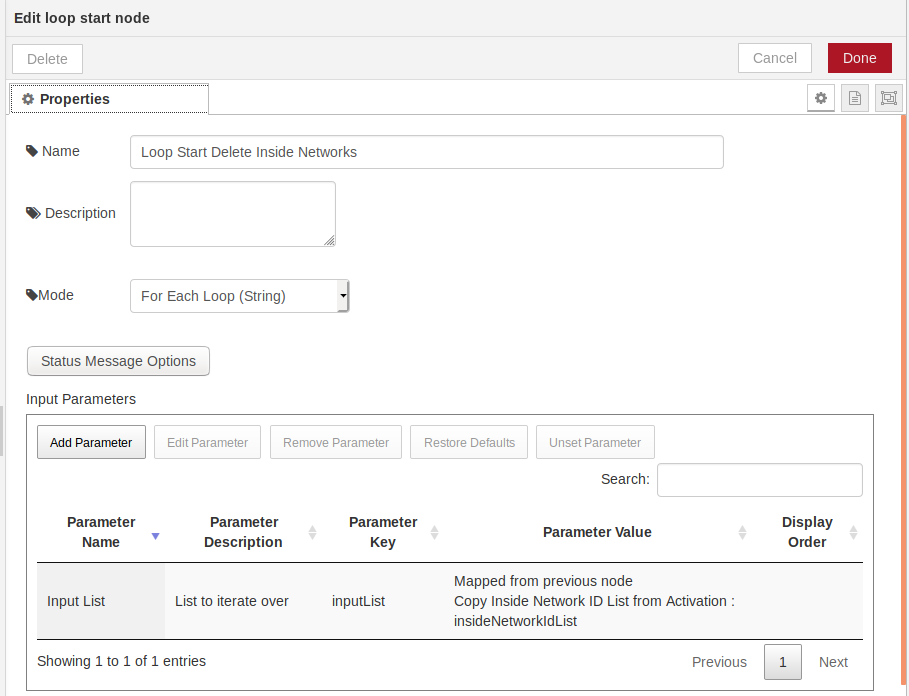 Edit loop start node
Delete
Cancel
Done
Properties
Name
Loop Start Delete Inside Networks
Description
Mode
For Each Loop (String)
Status Message Options
Input Parameters
Add Parameter
Edit Parameter
Remove Parameter
Restore Defaults
Unset Parameter
Search:
Parameter
Name
Parameter
Description
Parameter
Key
Parameter Value
Display
Order
Input List
List to iterate over
inputList
Mapped from previous node
Copy Inside Network ID List from Activation :
insideNetworkIdList
Showing 1 to 1 of 1 entries
Previous
1
Next